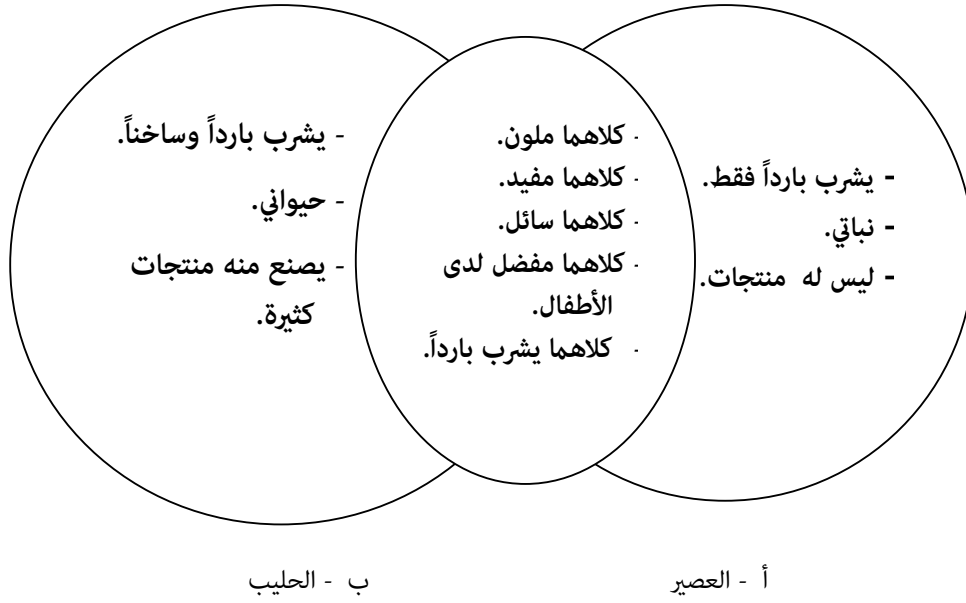 - يشرب بارداً فقط.
- نباتي.
- ليس له منتجات.
- كلاهما ملون.
- كلاهما مفيد.
- كلاهما سائل.
- كلاهما مفضل لدى
الأطفال.
- كلاهما يشرب بارداً.
- يشرب بارداً وساخناً.
- حيواني.
- يصنع منه منتجات
كثيرة.
أ - العصير
ب - الحليب